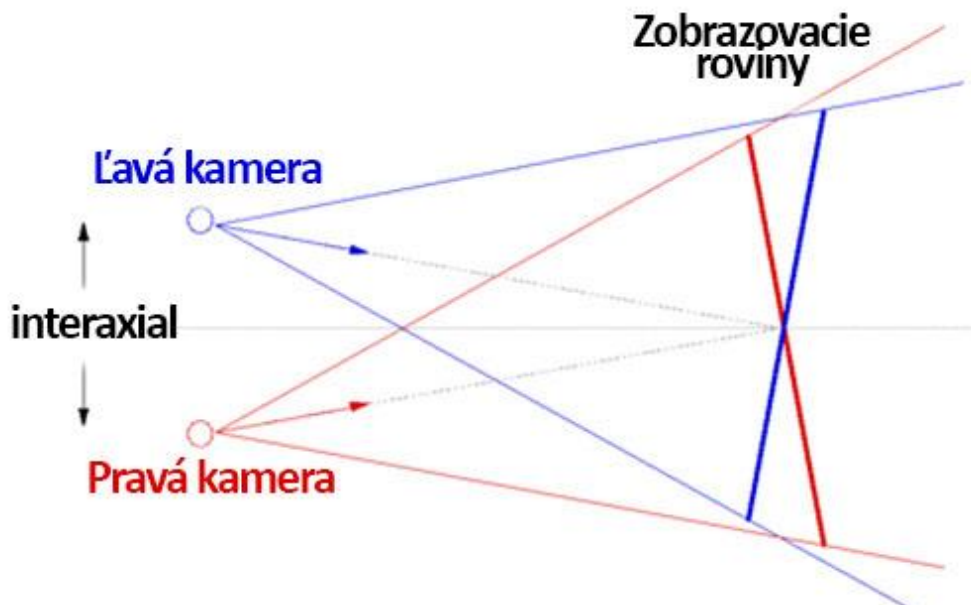 Zobrazovacie
roviny
Ľavá kamera
interaxial
Pravá kamera